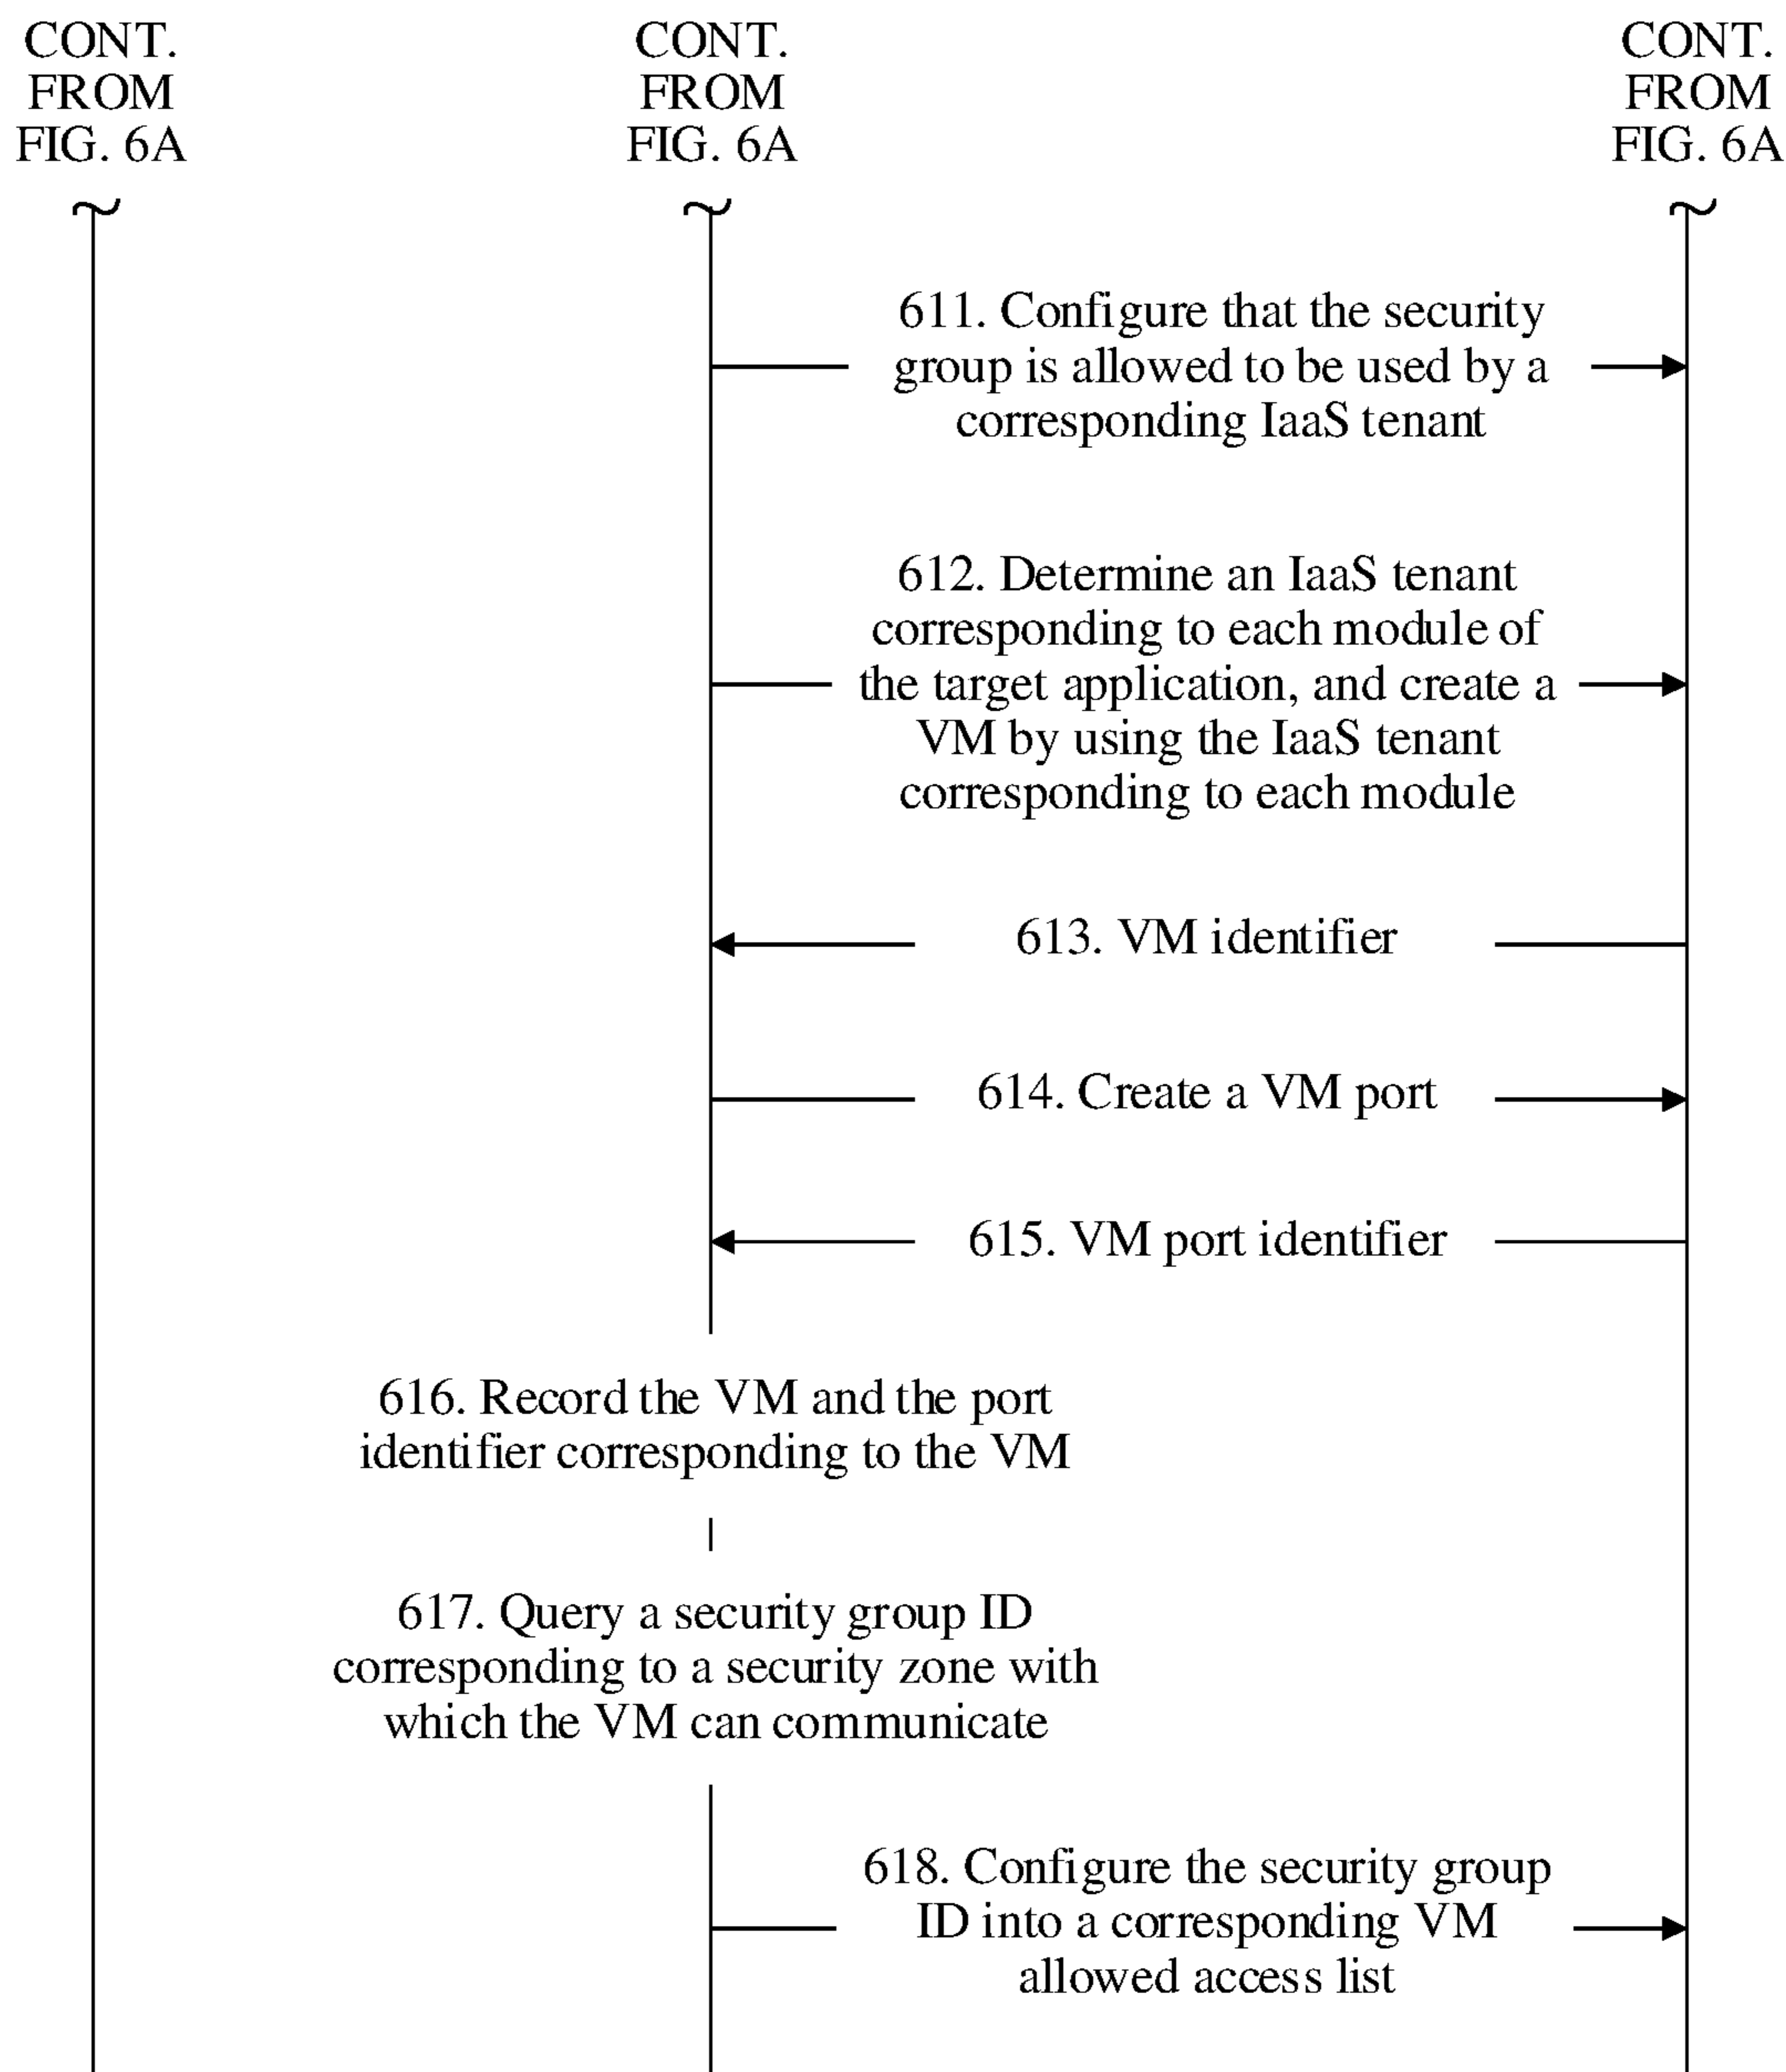 CONT.
FROM
FIG. 6A
CONT.
FROM
FIG. 6A
CONT.
FROM
FIG. 6A
611. Configure that the security
group is allowed to be used by a
corresponding IaaS tenant
612. Determine an IaaS tenant
corresponding to each module of
the target application, and create a
VM by using the IaaS tenant
corresponding to each module
613. VM identifier
614. Create a VM port
615. VM port identifier
616. Record the VM and the port
identifier corresponding to the VM
617. Query a security group ID
corresponding to a security zone with
which the VM can communicate
618. Configure the security group
ID into a corresponding VM
allowed access list